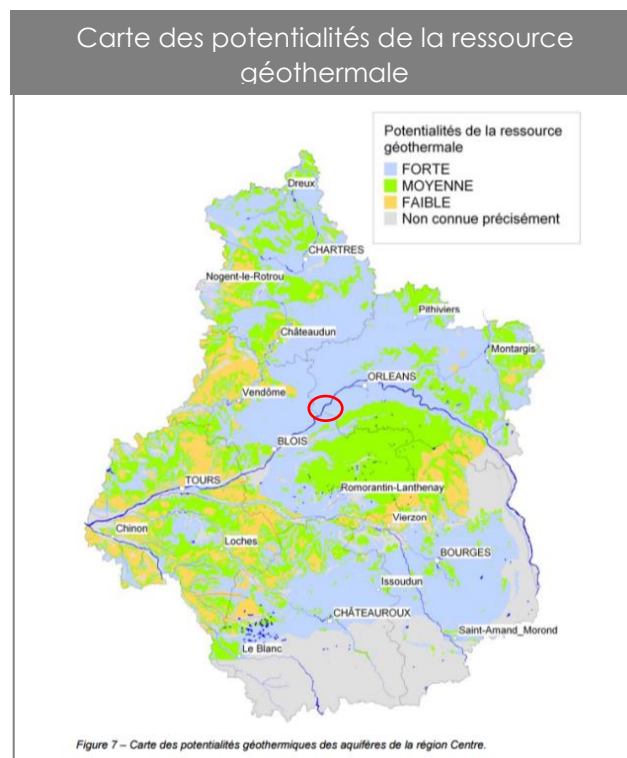 Carte des potentialités de la ressource
géothermale
Potentialités de la ressource
géothermale
FORTE
MOYENNE
FAIBLE
Non connue précisément
Dreux
CHARTRES
Nogent-le-Rotrou
Pithiviers
Châteaudun
Montargis
ORLEANS
Vendôme
BLOIS
TOURS
Romorantin-Lanthenay
Vierzon
Chinon
Loches
BOURGES
Issoudun
CHÂTEAUROUX
Saint-Amand_Morond
Le Blanc
Figure 7 – Carte des potentialités géothermiques des aquifères de la région Centre.